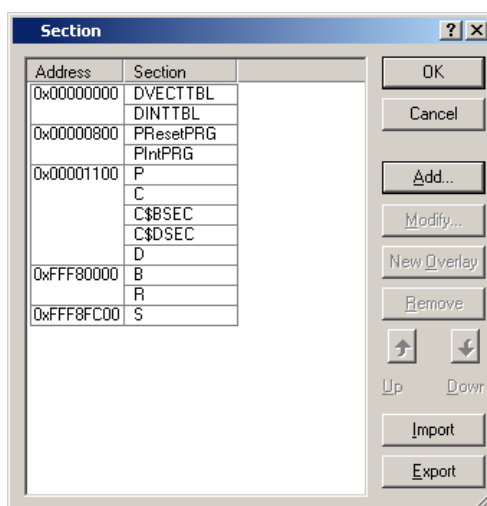 Section
Address Section
0x00000000 DVECTTBL
DINTTBL
0x00000800 PResetPRG
PIntPRG
0x00001100 P
C
C$BSEC
C$DSEC
D
0xFFF80000 B
R
0xFFF8FC00 S
OK
Cancel
Add...
Modify...
New Overlay
Remove
Up Down
Import
Export